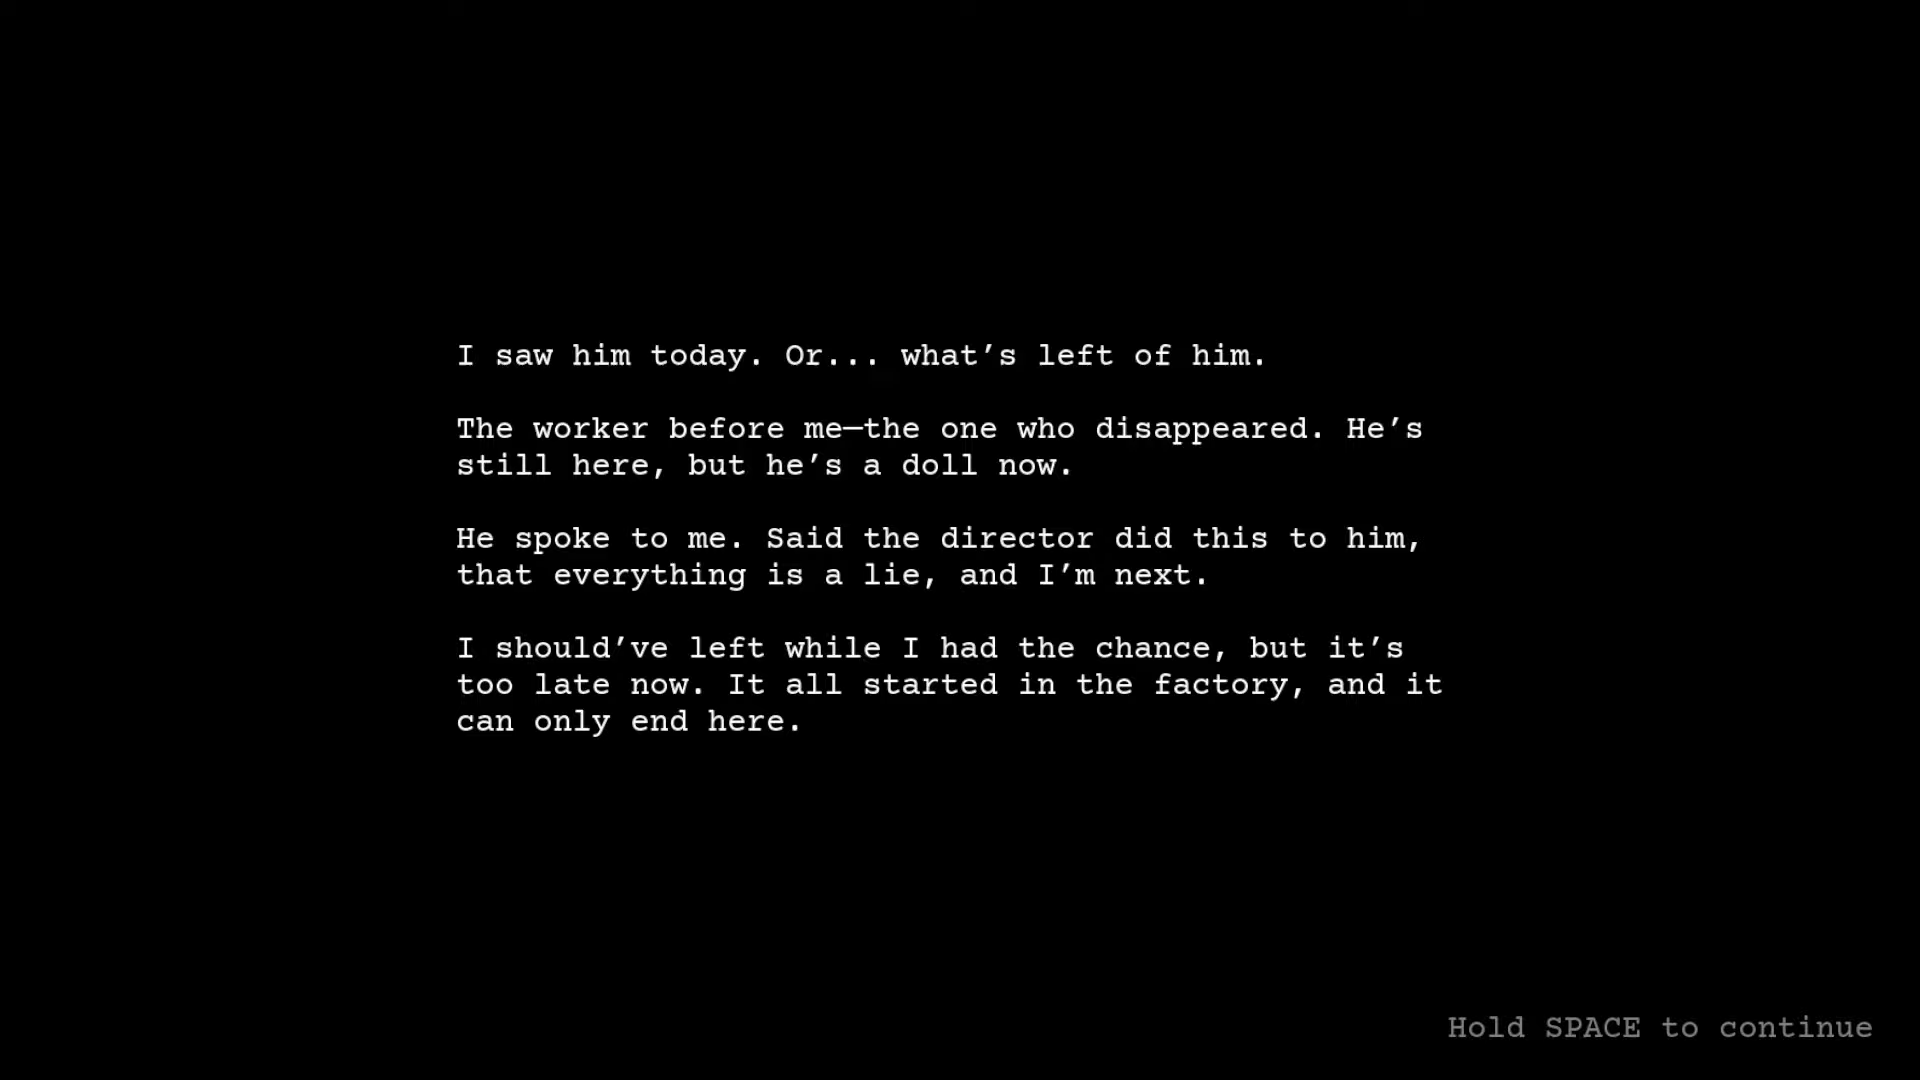 I saw him today. Or... what’s left of him.
The worker before me—the one who disappeared. He’s
still here, but he’s a doll now.
He spoke to me. Said the director did this to him,
that everything is a lie, and I’m next.
I should’ve left while I had the chance, but it’s
too late now. It all started in the factory, and it
can only end here.
Hold SPACE to continue